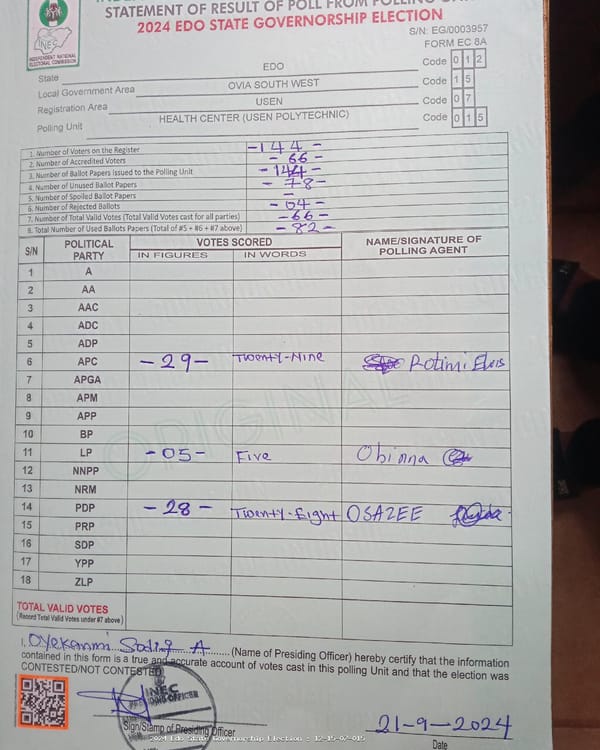 STATEMENT OF RESULT OF POLL FROM POLLING
2024 EDO STATE GOVERNORSHIP ELECTION
S/N: EG/0003957
FORM EC 8A
INEC
INDEPENDENT NATIONAL ELECTORAL COMMISSION
State EDO Code 0 1 2
Local Government Area OVIA SOUTH WEST Code 1 5
Registration Area USEN Code 0 7
Polling Unit HEALTH CENTER (USEN POLYTECHNIC) Code 0 1 5
1. Number of Voters on the Register -144-
2. Number of Accredited Voters -66-
3. Number of Ballot Papers Issued to the Polling Unit -144-
4. Number of Unused Ballot Papers -78-
5. Number of Spoiled Ballot Papers -
6. Number of Rejected Ballots -04-
7. Number of Total Valid Votes (Total Valid Votes cast for all parties) -66-
8. Total Number of Used Ballots Papers (Total of #5 + #6 + #7 above) -82-
S/N POLITICAL PARTY VOTES SCORED NAME/SIGNATURE OF POLLING AGENT
IN FIGURES IN WORDS
1 A
2 AA
3 AAC
4 ADC
5 ADP
6 APC -29- Twenty-Nine Rotimi Elvis
7 APGA
8 APM
9 APP
10 BP
11 LP -05- Five Obinna
12 NNPP
13 NRM
14 PDP -28- Twenty-Eight OSAZEE
15 PRP
16 SDP
17 YPP
18 ZLP
TOTAL VALID VOTES
(Record Total Valid Votes under #7 above)
ORIGINAL
I, Oyekanmi A (Name of Presiding Officer) hereby certify that the information
contained in this form is a true and accurate account of votes cast in this polling Unit and that the election was
CONTESTED/NOT CONTESTED
INEC
PRESIDING OFFICER
Sign/Stamp of Presiding Officer
21-9-2024
Date
2024 Edo State Governorship Election : 12-15-07-015